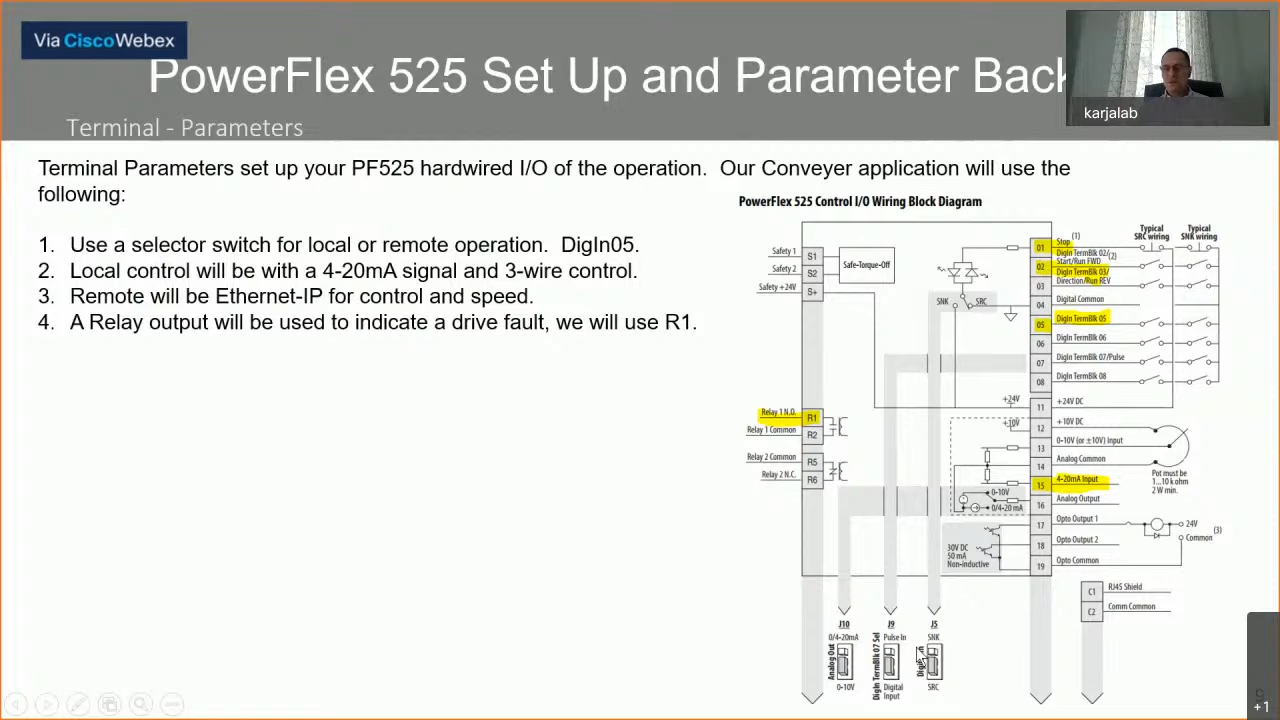 Via CiscoWebex
PowerFlex 525 Set Up and Parameter Back
karjalab
Terminal - Parameters
Terminal Parameters set up your PF525 hardwired I/O of the operation. Our Conveyer application will use the
following:
1. Use a selector switch for local or remote operation. DigIn05.
2. Local control will be with a 4-20mA signal and 3-wire control.
3. Remote will be Ethernet-IP for control and speed.
4. A Relay output will be used to indicate a drive fault, we will use R1.
PowerFlex 525 Control I/O Wiring Block Diagram
Safety 1
S1
Safety 2
S2
Safety +24V
S+
Safe-Torque-Off
SNK
SRC
Relay 1 N.O.
R1
Relay 1 Common
R2
Relay 2 Common
R5
Relay 2 N.C.
R6
+24V
+10V
0-10V
0/4-20 mA
30V DC
50 mA
Non-inductive
01
Stop
(1)
02
DigIn TermBlk 02/
Start/Run FWD
(2)
03
DigIn TermBlk 03/
Direction/Run REV
04
Digital Common
05
DigIn TermBlk 05
06
DigIn TermBlk 06
07
DigIn TermBlk 07/Pulse
08
DigIn TermBlk 08
11
+24V DC
12
+10V DC
13
0-10V (or ±10V) Input
14
Analog Common
15
4-20mA Input
16
Analog Output
17
Opto Output 1
18
Opto Output 2
19
Opto Common
Typical
SRC wiring
Typical
SNK wiring
Pot must be
1...10 k ohm
2 W min.
24V
Common
(3)
C1
RJ45 Shield
C2
Comm Common
J10
0/4-20mA
Analog Out
0-10V
J9
Pulse In
DigIn TermBlk 07 Sel
Digital
Input
J5
SNK
SRC
+1